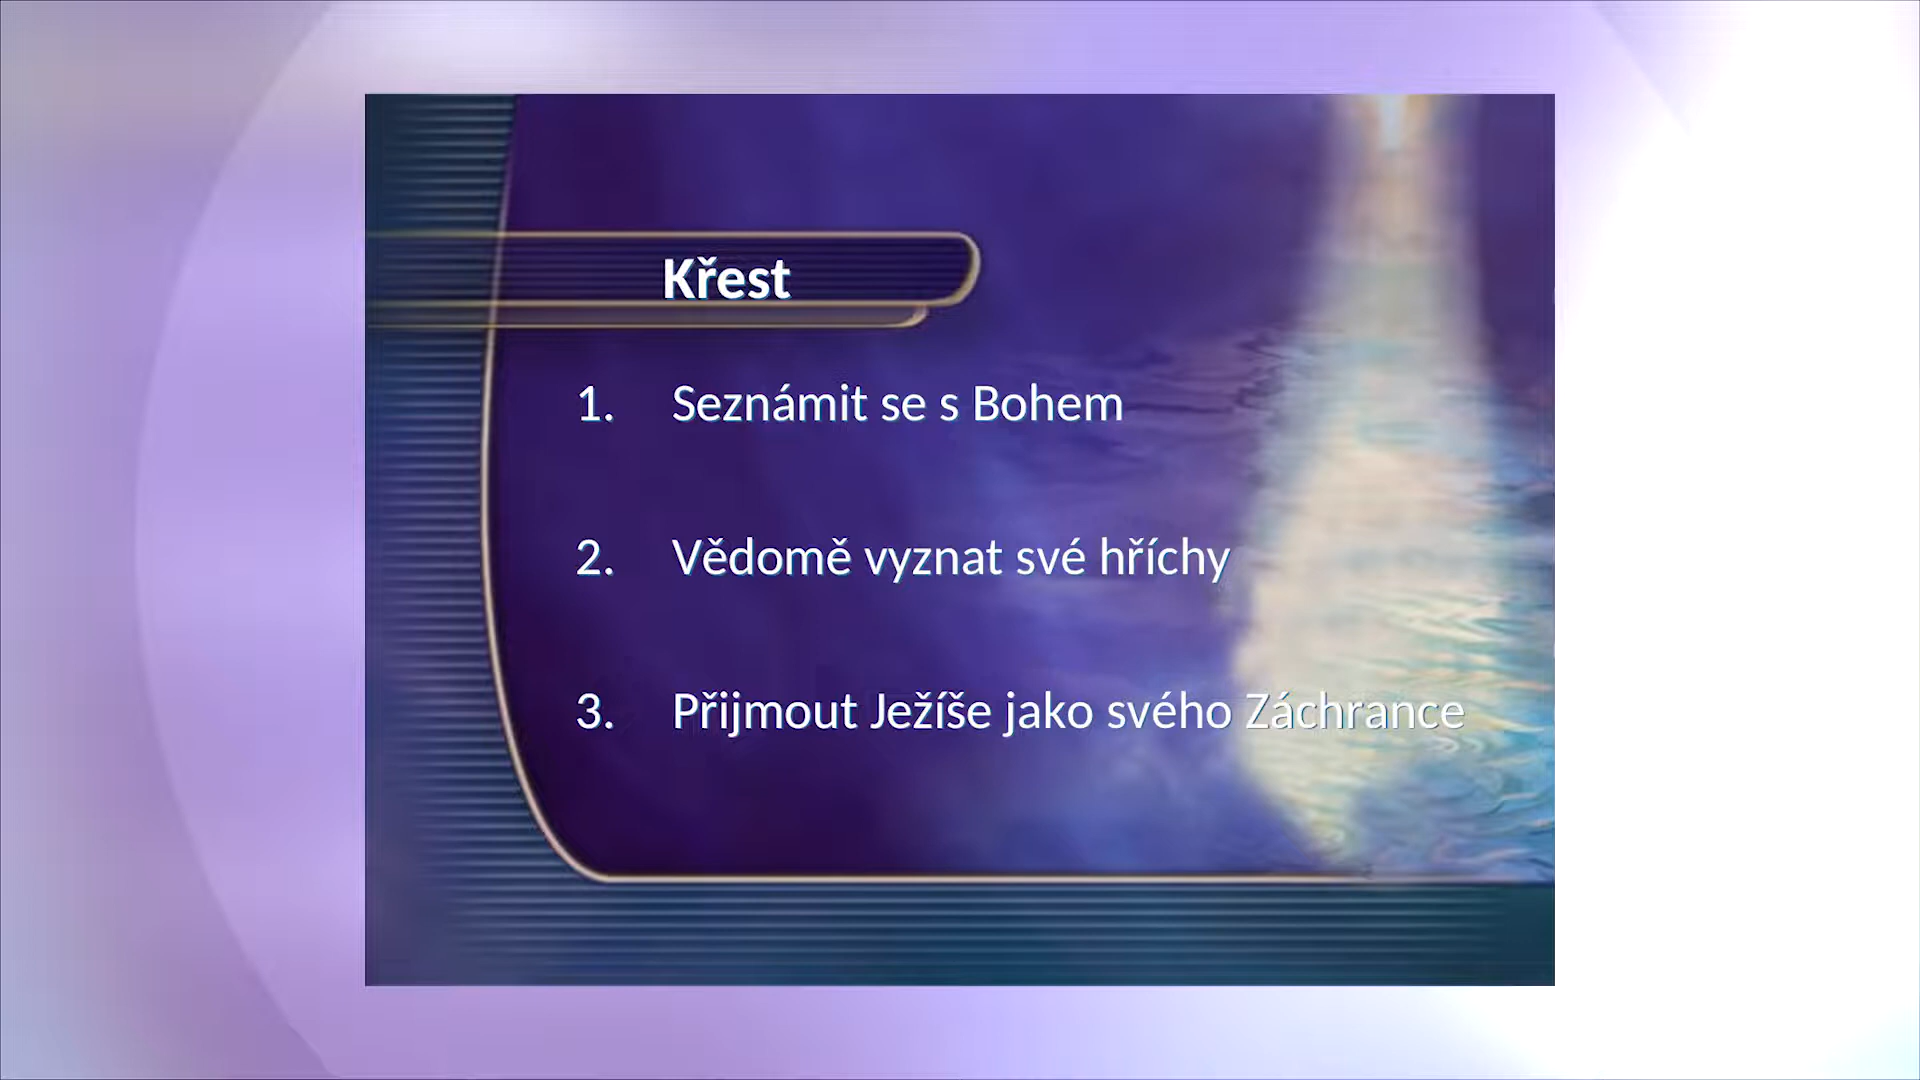 Křest
1. Seznámit se s Bohem
2. Vědomě vyznat své hříchy
3. Přijmout Ježíše jako svého Záchrance